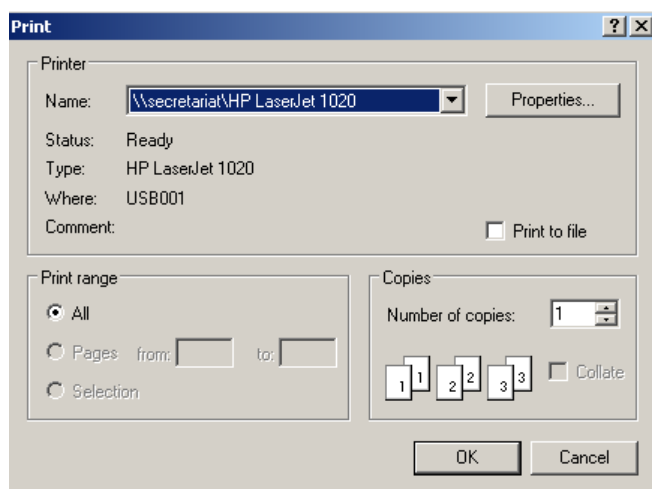 Print
Printer
Name: \\secretariat\HP LaserJet 1020 Properties...
Status: Ready
Type: HP LaserJet 1020
Where: USB001
Comment: Print to file
Print range
All
Pages from: to:
Selection
Copies
Number of copies: 1
1 1 2 2 3 3 Collate
OK Cancel